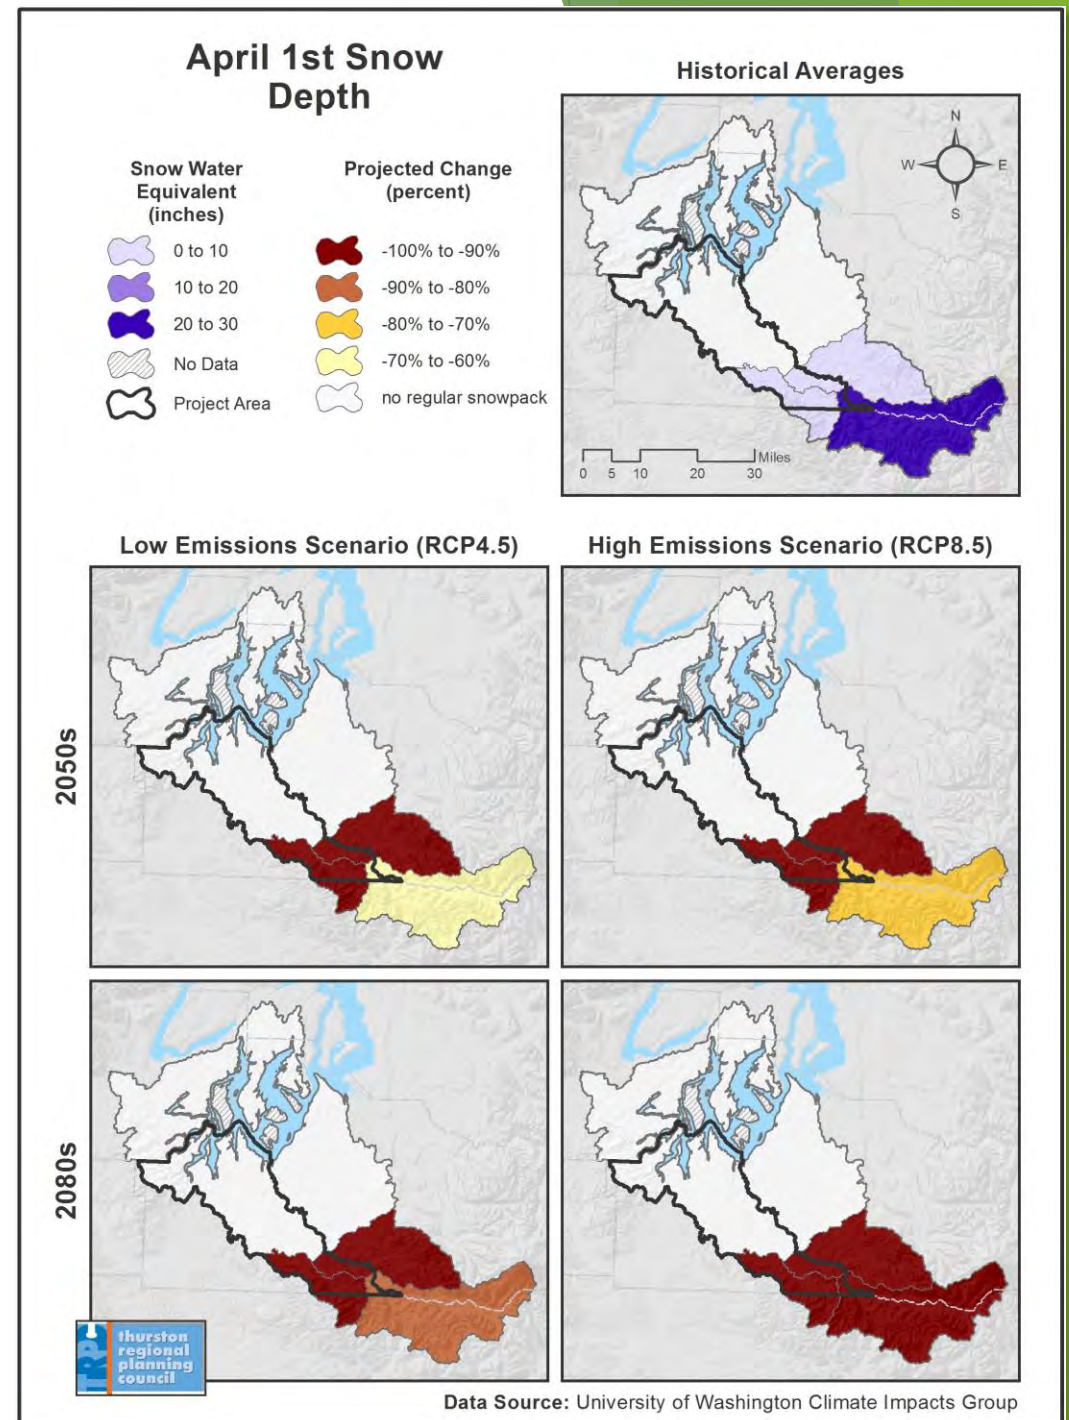 April 1st Snow
Depth
Snow Water
Equivalent
(inches)
0 to 10
10 to 20
20 to 30
No Data
Project Area
Projected Change
(percent)
-100% to -90%
-90% to -80%
-80% to -70%
-70% to -60%
no regular snowpack
Historical Averages
N
W E
S
Miles
0 5 10 20 30
Low Emissions Scenario (RCP4.5)
High Emissions Scenario (RCP8.5)
2050s
2080s
TRPC
thurston
regional
planning
council
Data Source: University of Washington Climate Impacts Group